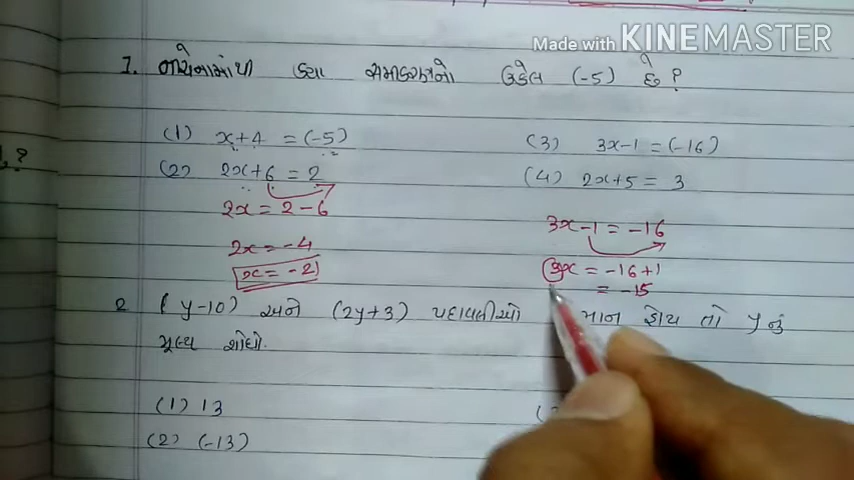 Made with KINEMASTER
1. નીચેનામાંથી કયા સમીકરણનો ઉકેલ (-5) છે ?
(1) x+4 = (-5)
(3) 3x-1 = (-16)
(2) 2x+6 = 2
(4) 2x+5 = 3
2x = 2-6
2x = -4
x = -2
3x-1 = -16
3x = -16+1
= -15
2 (y-10) અને (2y+3) પદાવલીઓ માન હોય તો y નું
મૂલ્ય શોધો.
(1) 13
(2) (-13)